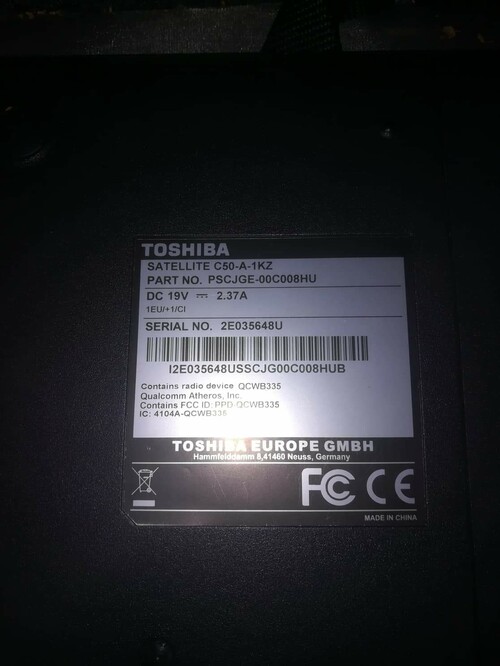 TOSHIBA
SATELLITE C50-A-1KZ
PART NO. PSCJGE-00C008HU
DC 19V ⎓ 2.37A
1EU/+1/CI
SERIAL NO. 2E035648U
I2E035648USSCJG00C008HUB
Contains radio device QCWB335
Qualcomm Atheros, Inc.
Contains FCC ID: PPD-QCWB335
IC: 4104A-QCWB335
TOSHIBA EUROPE GMBH
Hammfelddamm 8,41460 Neuss, Germany
FC CE
MADE IN CHINA